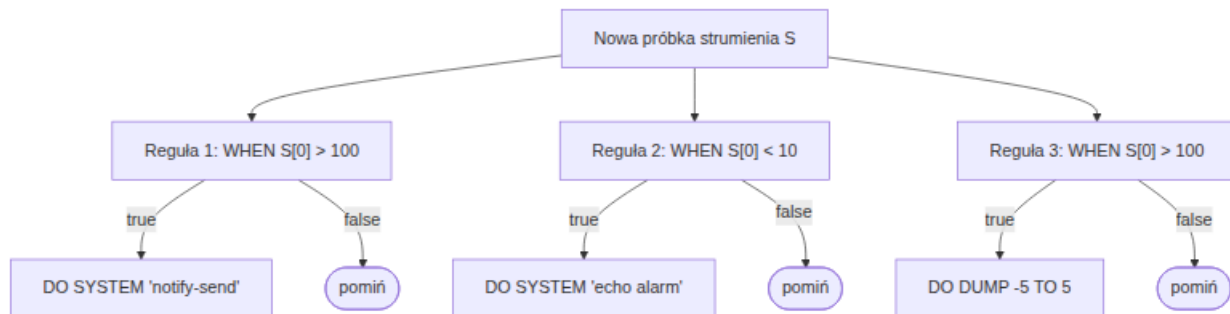 Nowa próbka strumienia S
Reguła 1: WHEN S[0] > 100
Reguła 2: WHEN S[0] < 10
Reguła 3: WHEN S[0] > 100
true
false
true
false
true
false
DO SYSTEM 'notify-send'
pomiń
DO SYSTEM 'echo alarm'
pomiń
DO DUMP -5 TO 5
pomiń